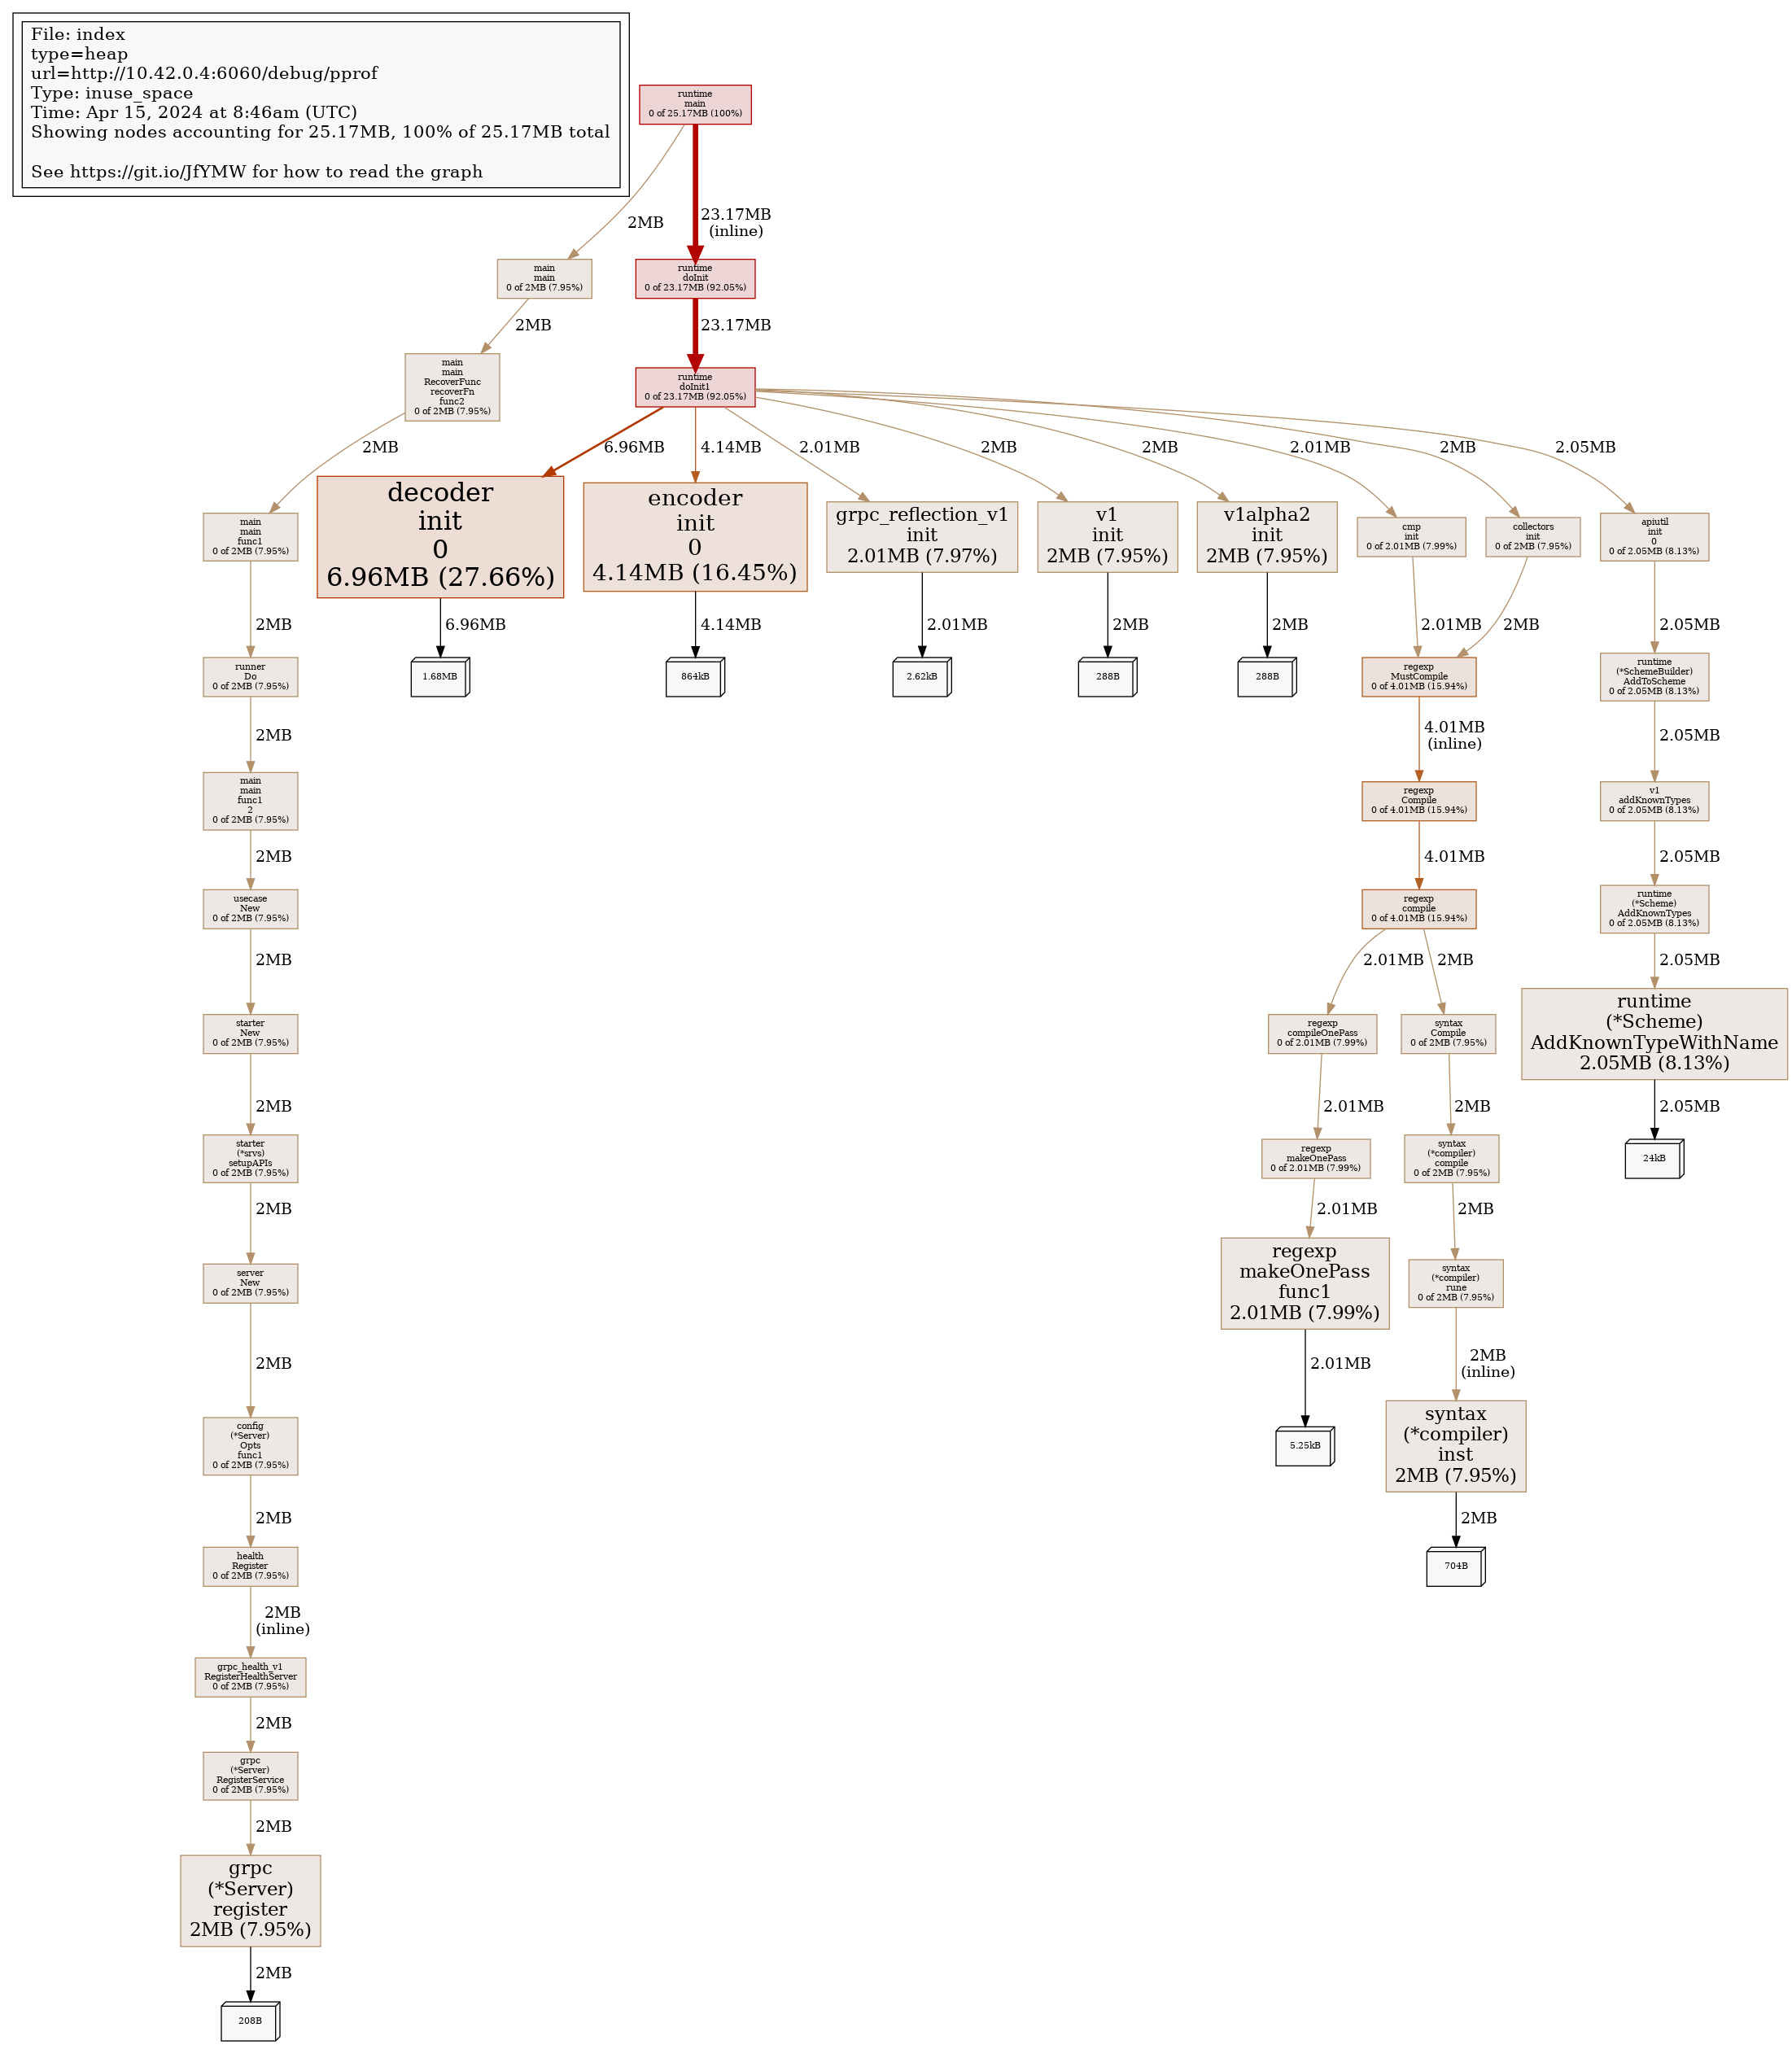 File: index
type=heap
url=http://10.42.0.4:6060/debug/pprof
Type: inuse_space
Time: Apr 15, 2024 at 8:46am (UTC)
Showing nodes accounting for 25.17MB, 100% of 25.17MB total
See https://git.io/JfYMW for how to read the graph
runtime
main
0 of 25.17MB (100%)
2MB
23.17MB
(inline)
main
main
0 of 2MB (7.95%)
runtime
doInit
0 of 23.17MB (92.05%)
2MB
23.17MB
main
main
RecoverFunc
recoverFn
func2
0 of 2MB (7.95%)
runtime
doInit1
0 of 23.17MB (92.05%)
2MB
6.96MB
4.14MB
2.01MB
2MB
2MB
2.01MB
2MB
2.05MB
main
main
func1
0 of 2MB (7.95%)
decoder
init
0
6.96MB (27.66%)
encoder
init
0
4.14MB (16.45%)
grpc_reflection_v1
init
2.01MB (7.97%)
v1
init
2MB (7.95%)
v1alpha2
init
2MB (7.95%)
cmp
init
0 of 2.01MB (7.99%)
collectors
init
0 of 2MB (7.95%)
apiutil
init
0
0 of 2.05MB (8.13%)
2MB
6.96MB
4.14MB
2.01MB
2MB
2MB
2.01MB
2MB
2.05MB
runner
Do
0 of 2MB (7.95%)
1.68MB
864kB
2.62kB
288B
288B
regexp
MustCompile
0 of 4.01MB (15.94%)
runtime
(*SchemeBuilder)
AddToScheme
0 of 2.05MB (8.13%)
2MB
4.01MB
(inline)
2.05MB
main
main
func1
2
0 of 2MB (7.95%)
regexp
Compile
0 of 4.01MB (15.94%)
v1
addKnownTypes
0 of 2.05MB (8.13%)
2MB
4.01MB
2.05MB
usecase
New
0 of 2MB (7.95%)
regexp
compile
0 of 4.01MB (15.94%)
runtime
(*Scheme)
AddKnownTypes
0 of 2.05MB (8.13%)
2MB
2.01MB
2MB
2.05MB
starter
New
0 of 2MB (7.95%)
regexp
compileOnePass
0 of 2.01MB (7.99%)
syntax
Compile
0 of 2MB (7.95%)
runtime
(*Scheme)
AddKnownTypeWithName
2.05MB (8.13%)
2MB
2.01MB
2MB
2.05MB
starter
(*srvs)
setupAPIs
0 of 2MB (7.95%)
regexp
makeOnePass
0 of 2.01MB (7.99%)
syntax
(*compiler)
compile
0 of 2MB (7.95%)
24kB
2MB
2.01MB
2MB
server
New
0 of 2MB (7.95%)
regexp
makeOnePass
func1
2.01MB (7.99%)
syntax
(*compiler)
rune
0 of 2MB (7.95%)
2MB
2.01MB
2MB
(inline)
config
(*Server)
Opts
func1
0 of 2MB (7.95%)
5.25kB
syntax
(*compiler)
inst
2MB (7.95%)
2MB
2MB
health
Register
0 of 2MB (7.95%)
704B
2MB
(inline)
grpc_health_v1
RegisterHealthServer
0 of 2MB (7.95%)
2MB
grpc
(*Server)
RegisterService
0 of 2MB (7.95%)
2MB
grpc
(*Server)
register
2MB (7.95%)
2MB
208B